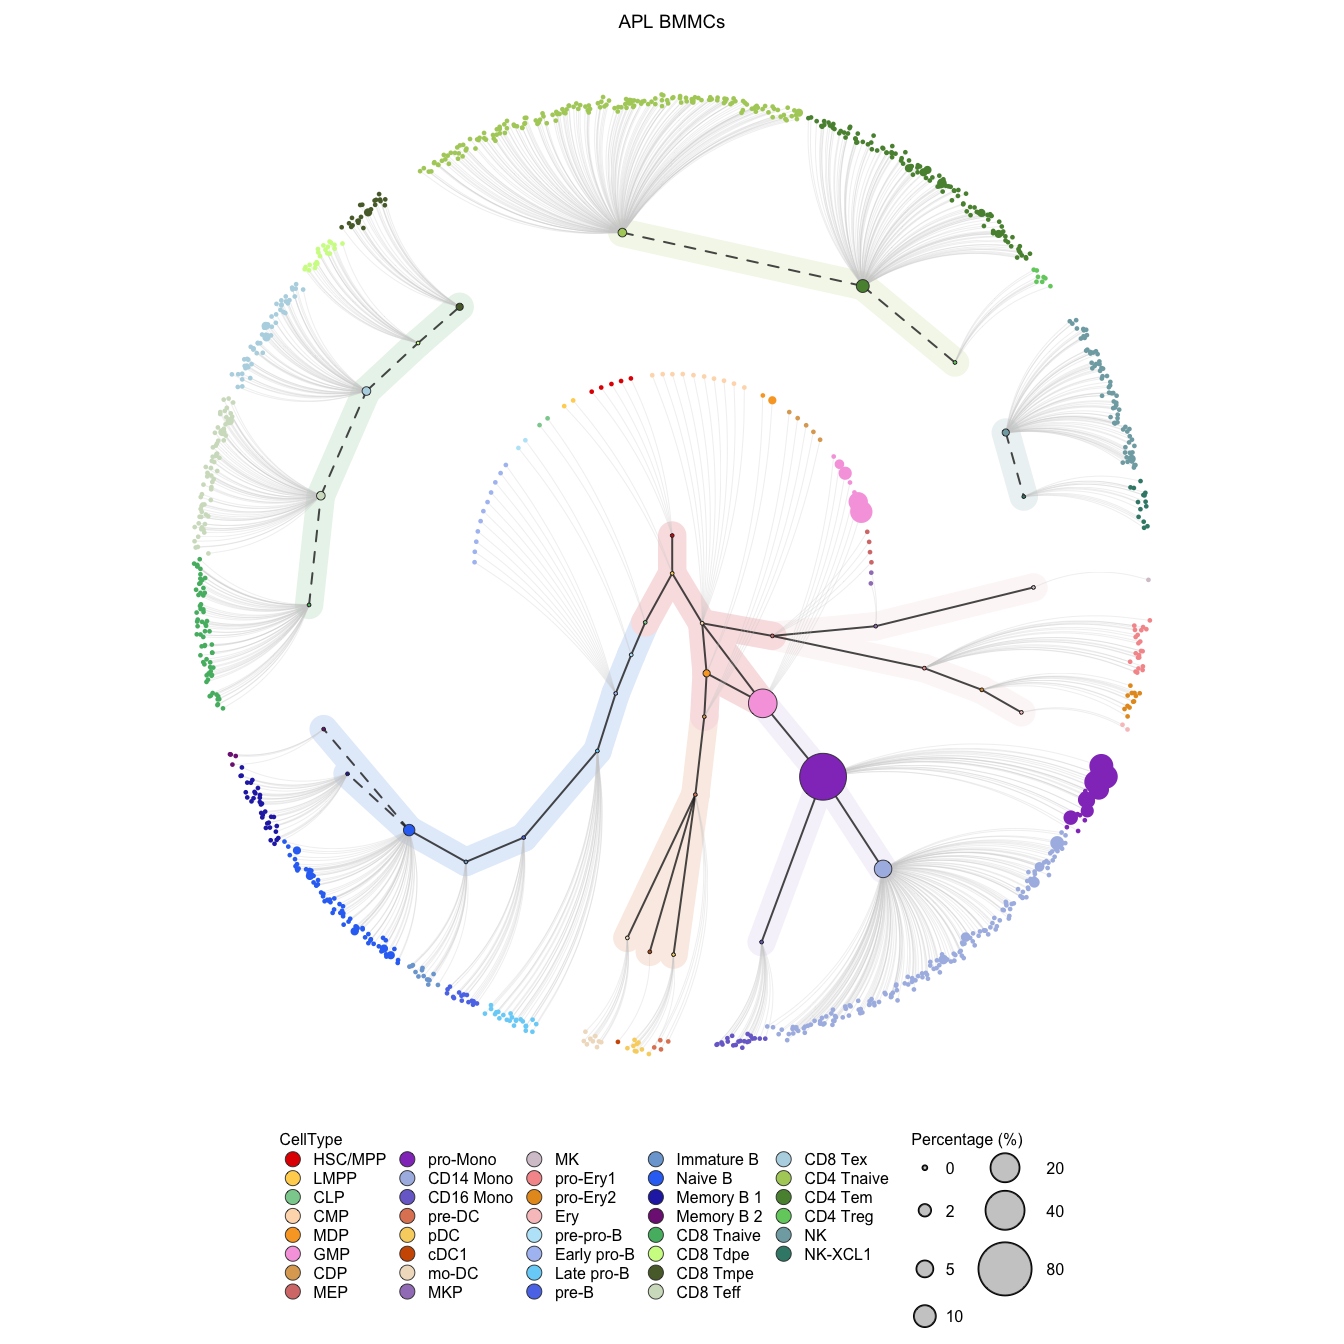 APL BMMCs
CellType
HSC/MPP
LMPP
CLP
CMP
MDP
GMP
CDP
MEP
pro-Mono
CD14 Mono
CD16 Mono
pre-DC
pDC
cDC1
mo-DC
MKP
MK
pro-Ery1
pro-Ery2
Ery
pre-pro-B
Early pro-B
Late pro-B
pre-B
Immature B
Naive B
Memory B 1
Memory B 2
CD8 Tnaive
CD8 Tdpe
CD8 Tmpe
CD8 Teff
CD8 Tex
CD4 Tnaive
CD4 Tem
CD4 Treg
NK
NK-XCL1
Percentage (%)
0
2
5
10
20
40
80